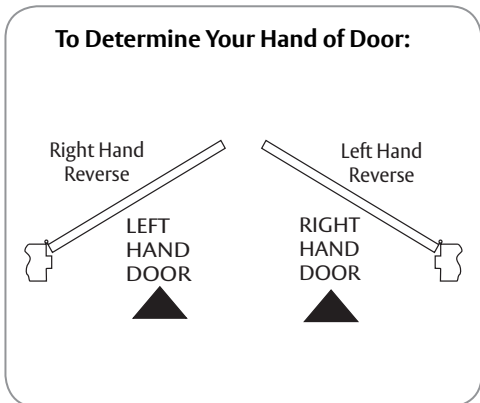 To Determine Your Hand of Door:
Right Hand
Reverse
Left Hand
Reverse
LEFT
HAND
DOOR
RIGHT
HAND
DOOR